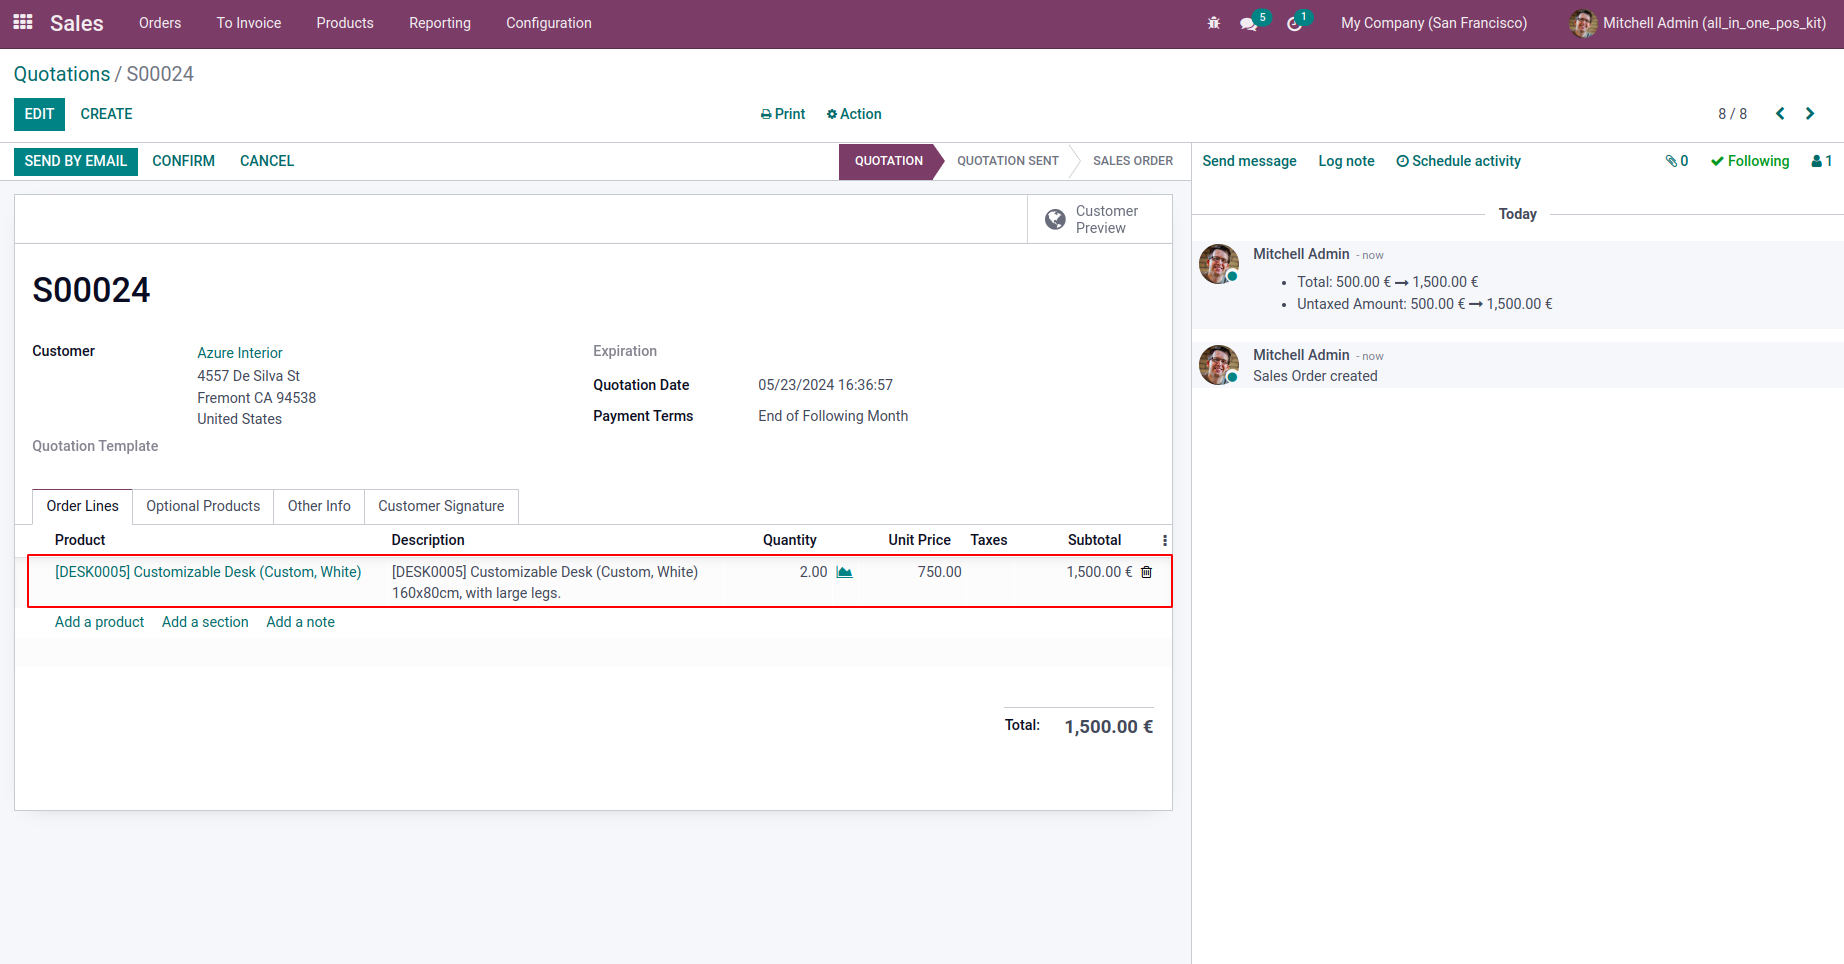 Sales Orders To Invoice Products Reporting Configuration 5 1 My Company (San Francisco) Mitchell Admin (all_in_one_pos_kit)
Quotations / S00024
EDIT CREATE Print Action 8 / 8
SEND BY EMAIL CONFIRM CANCEL QUOTATION QUOTATION SENT SALES ORDER
Customer
Preview
S00024
Customer
Azure Interior
4557 De Silva St
Fremont CA 94538
United States
Quotation Template
Expiration
Quotation Date 05/23/2024 16:36:57
Payment Terms End of Following Month
Order Lines Optional Products Other Info Customer Signature
Product Description Quantity Unit Price Taxes Subtotal
[DESK0005] Customizable Desk (Custom, White) [DESK0005] Customizable Desk (Custom, White) 2.00 750.00 1,500.00 €
160x80cm, with large legs.
Add a product Add a section Add a note
Total: 1,500.00 €
Send message Log note Schedule activity 0 Following 1
Today
Mitchell Admin - now
• Total: 500.00 € → 1,500.00 €
• Untaxed Amount: 500.00 € → 1,500.00 €
Mitchell Admin - now
Sales Order created